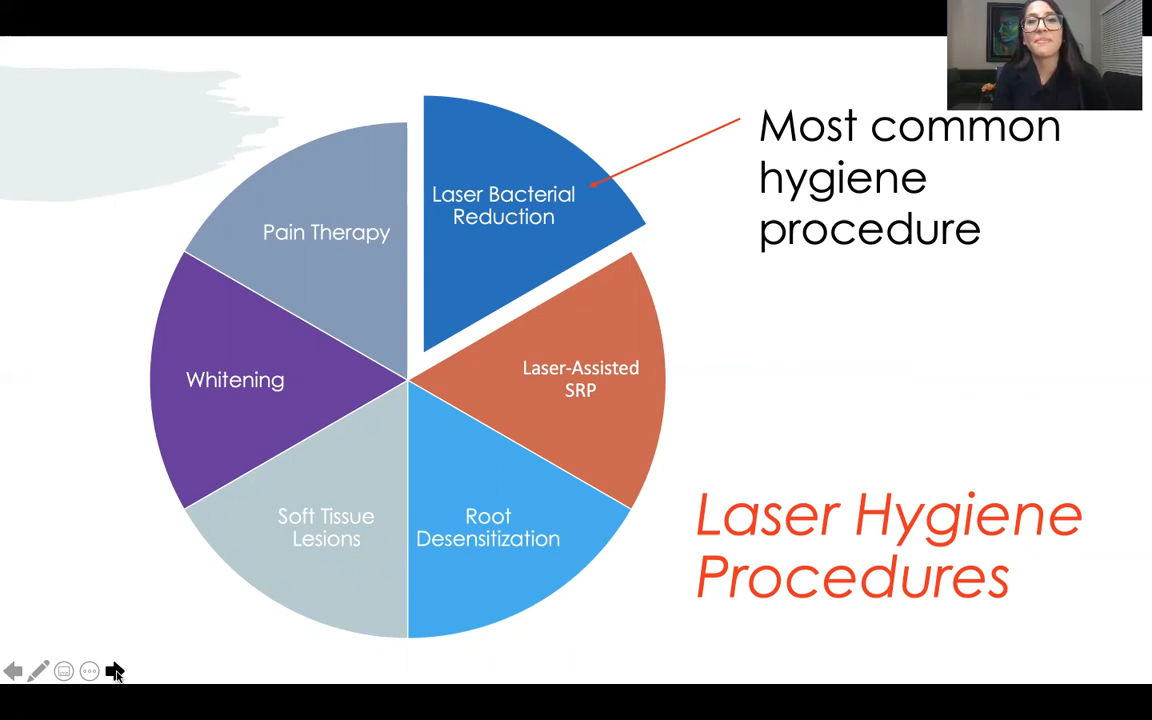 Most common
hygiene
procedure
Laser Bacterial
Reduction
Pain Therapy
Laser-Assisted
SRP
Whitening
Soft Tissue
Lesions
Root
Desensitization
Laser Hygiene
Procedures